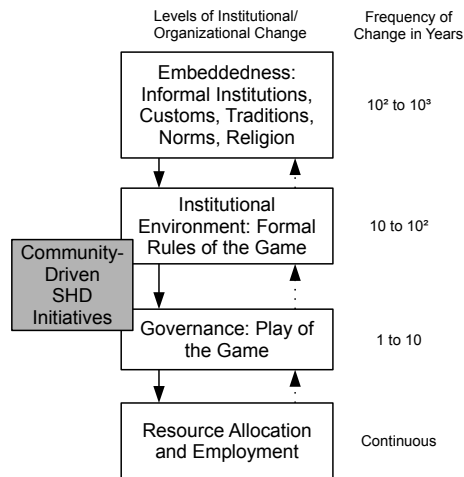 Levels of Institutional/
Organizational Change
Frequency of
Change in Years
Embeddedness:
Informal Institutions,
Customs, Traditions,
Norms, Religion
10² to 10³
Institutional
Environment: Formal
Rules of the Game
10 to 10²
Community-
Driven
SHD
Initiatives
Governance: Play of
the Game
1 to 10
Resource Allocation
and Employment
Continuous